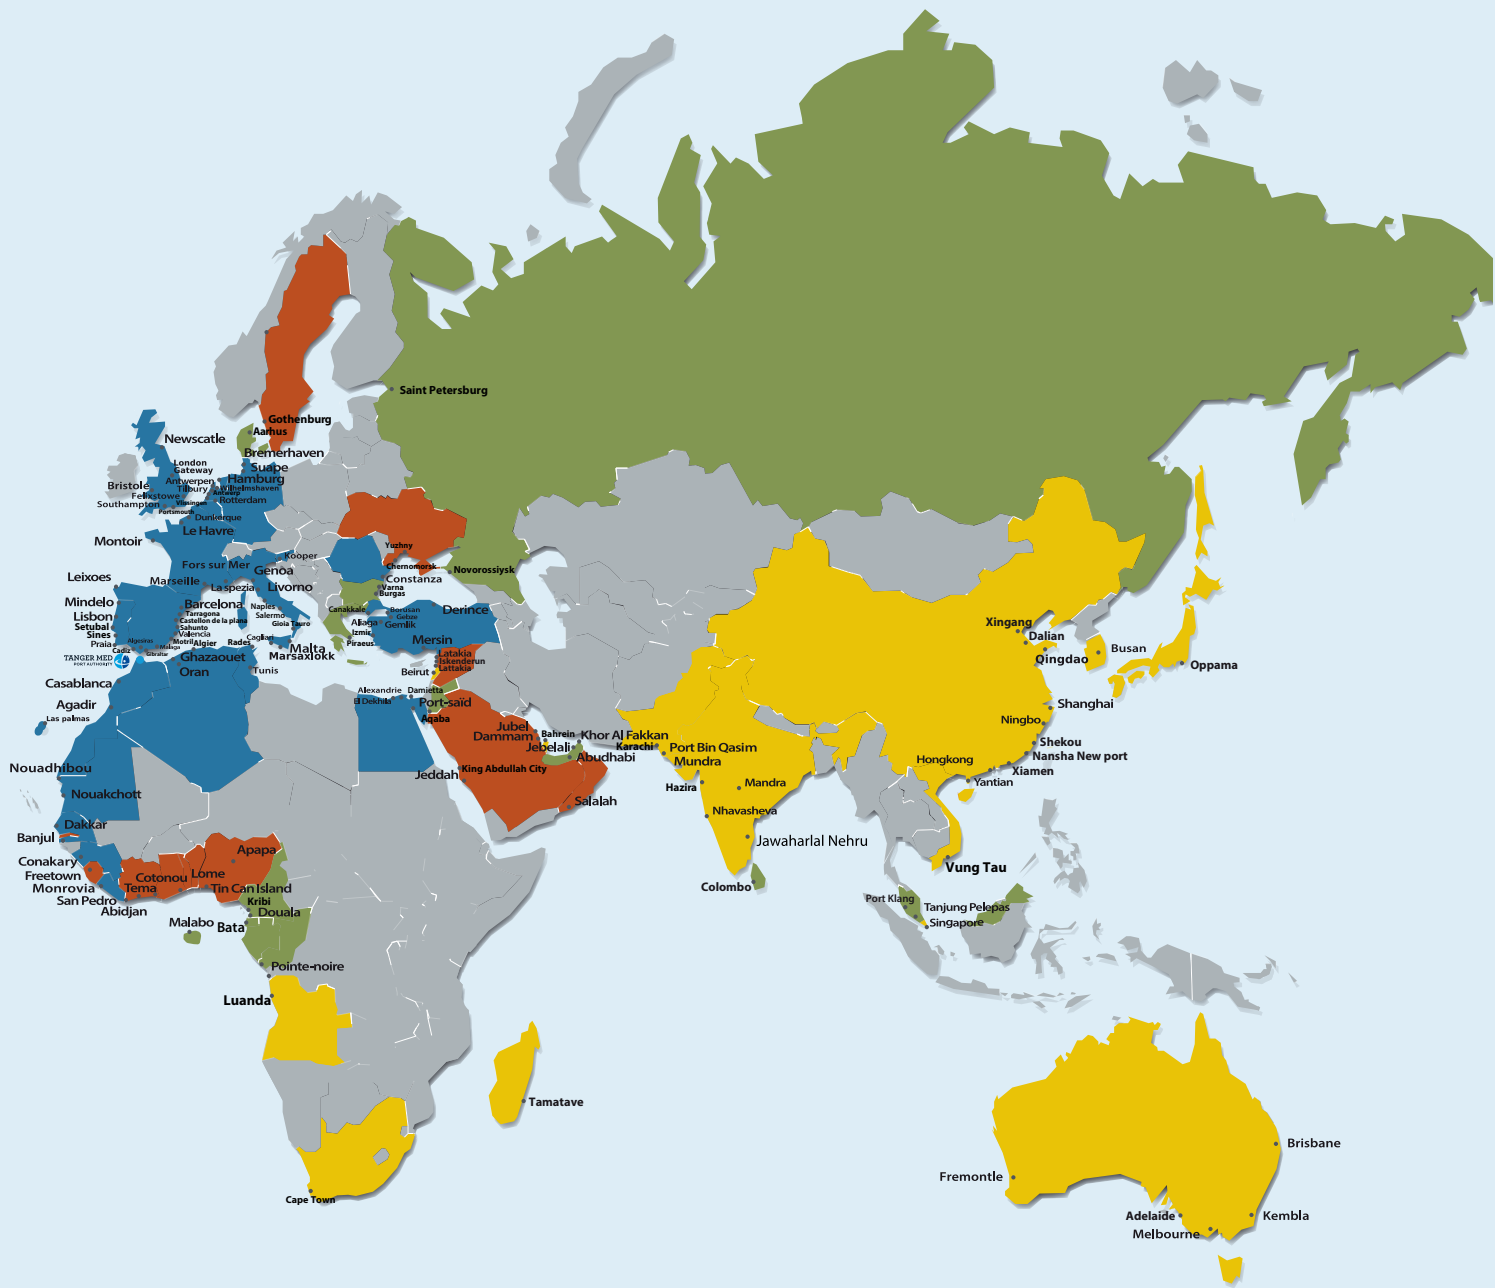 Saint Petersburg
Gothenburg
Aarhus
Newscatle
Bremerhaven
London
Gateway
Suape
Antwerpen
Hamburg
Bristole
Tilbury
Wilhelmshaven
Felixstowe
Antwerp
Southampton
Vlissingen
Rotterdam
Portsmouth
Dunkerque
Le Havre
Montoir
Yuzhny
Kooper
Fors sur Mer
Genoa
Chernomorsk
Novorossiysk
Leixoes
Marseille
La spezia
Livorno
Constanza
Varna
Burgas
Mindelo
Barcelona
Naples
Canakkale
Borusan
Derince
Lisbon
Tarragona
Salermo
Gebze
Setubal
Castellon de la plana
Gioia Tauro
Aliaga
Gemlik
Sines
Sahunto
Valencia
Izmir
Praia
Algesiras
Motril
Algier
Rades
Cagliari
Piraeus
Mersin
Cadiz
Gibraltar
Malaga
Malta
Marsaxlokk
Latakia
Iskenderun
Lattakia
TANGER MED
PORT AUTHORITY
Ghazaouet
Oran
Tunis
Beirut
Casablanca
Agadir
Alexandrie
Damietta
El Dekhila
Port-saïd
Las palmas
Aqaba
Nouadhibou
Nouakchott
Jubel
Dammam
Bahrein
Khor Al Fakkan
Jebelali
Abudhabi
Jeddah
King Abdullah City
Salalah
Karachi
Port Bin Qasim
Mundra
Hazira
Mandra
Nhavasheva
Jawaharlal Nehru
Colombo
Xingang
Dalian
Qingdao
Busan
Oppama
Shanghai
Ningbo
Shekou
Nansha New port
Hongkong
Xiamen
Yantian
Vung Tau
Port Klang
Tanjung Pelepas
Singapore
Dakkar
Banjul
Conakary
Freetown
Monrovia
San Pedro
Abidjan
Tema
Cotonou
Lome
Apapa
Tin Can Island
Kribi
Douala
Malabo
Bata
Pointe-noire
Luanda
Tamatave
Cape Town
Brisbane
Fremontle
Adelaide
Melbourne
Kembla